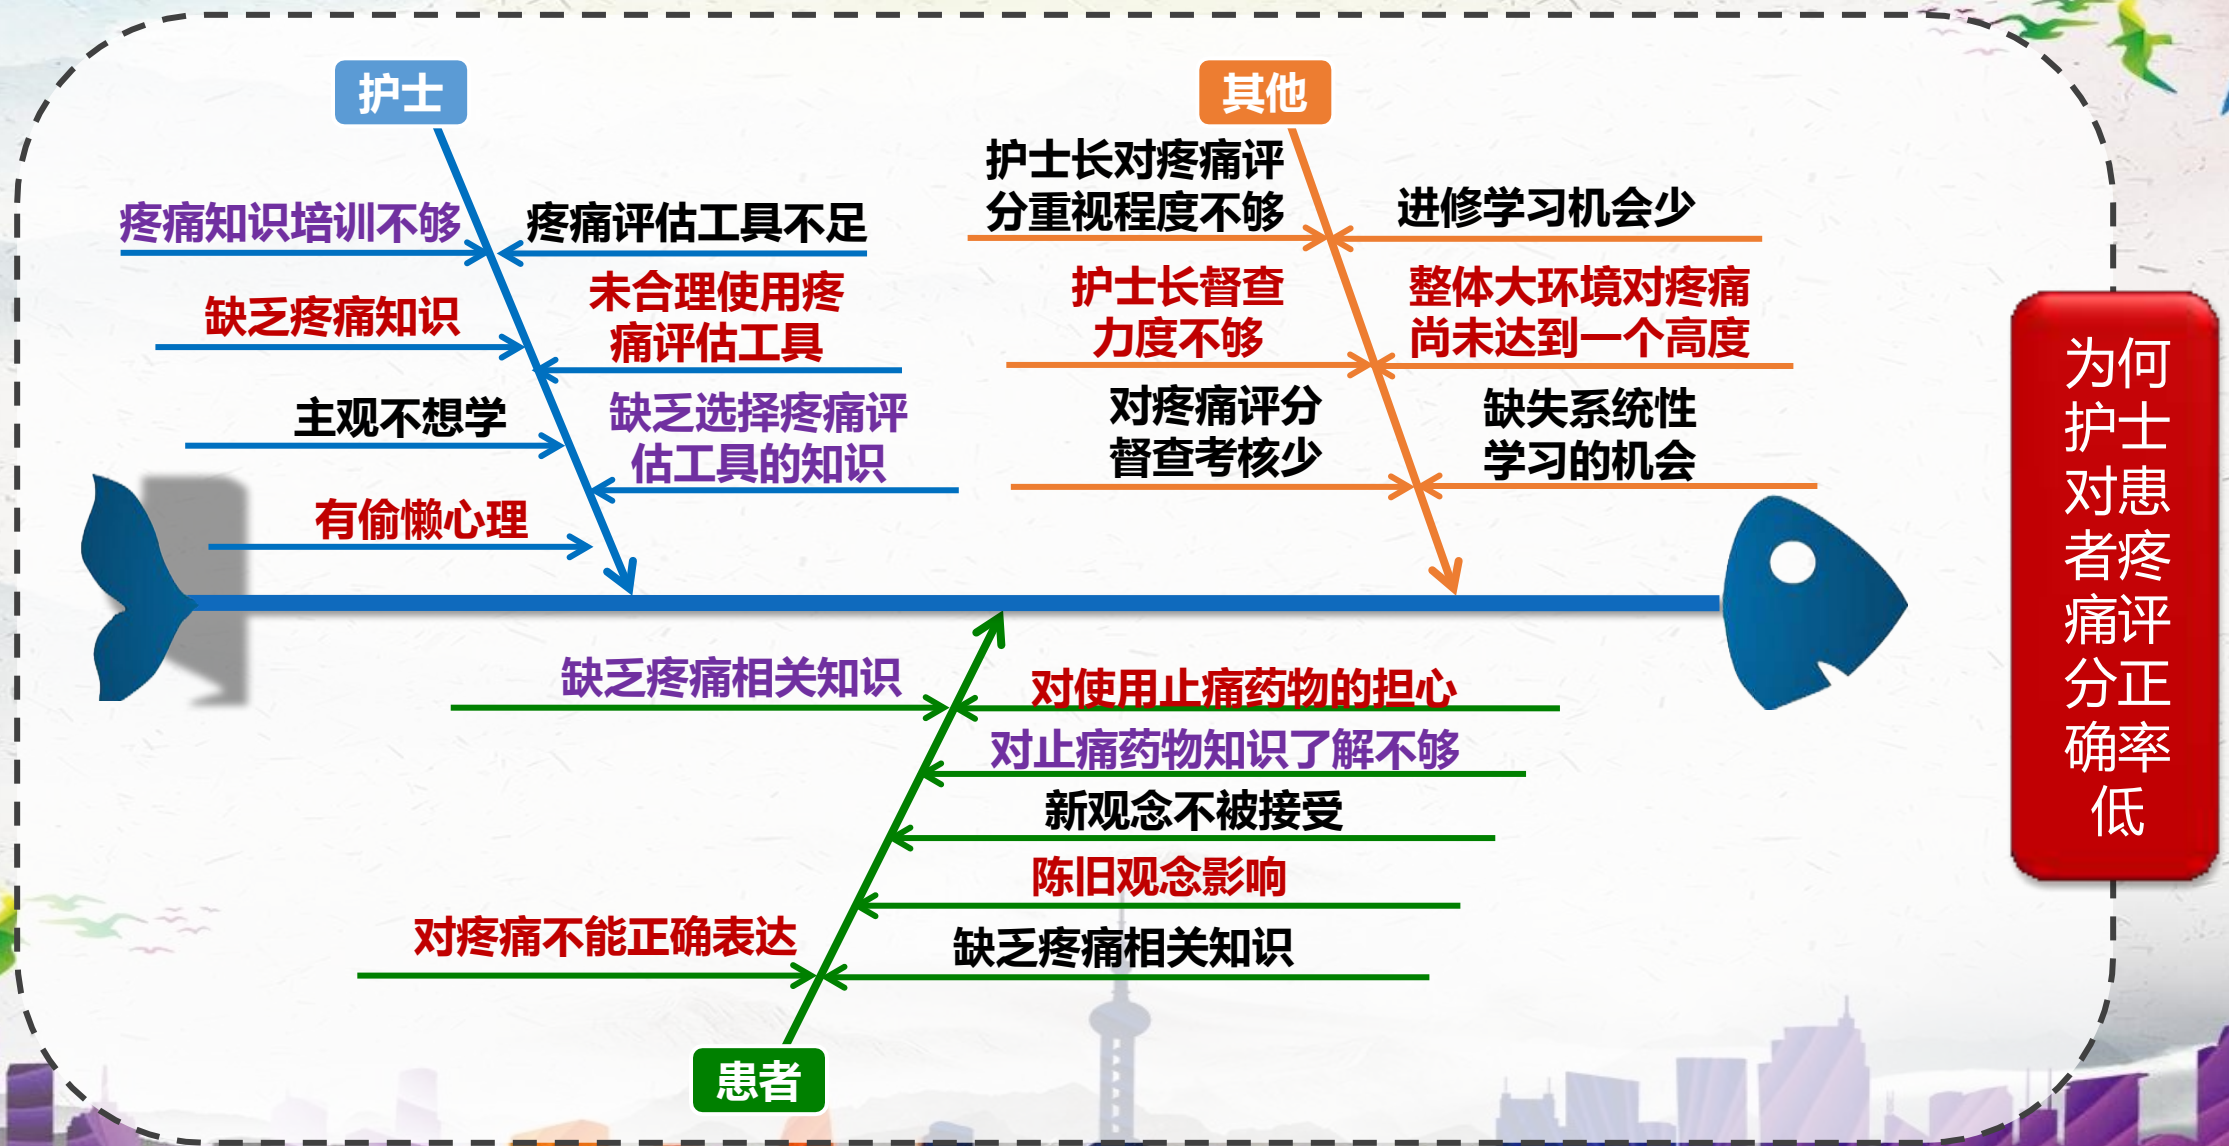 护士
疼痛知识培训不够
缺乏疼痛知识
主观不想学
有偷懒心理
疼痛评估工具不足
未合理使用疼
痛评估工具
缺乏选择疼痛评
估工具的知识
其他
护士长对疼痛评
分重视程度不够
护士长督查
力度不够
对疼痛评分
督查考核少
进修学习机会少
整体大环境对疼痛
尚未达到一个高度
缺失系统性
学习的机会
缺乏疼痛相关知识
对疼痛不能正确表达
对使用止痛药物的担心
对止痛药物知识了解不够
新观念不被接受
陈旧观念影响
缺乏疼痛相关知识
患者
为何
护士
对患
者疼
痛评
分正
确率
低